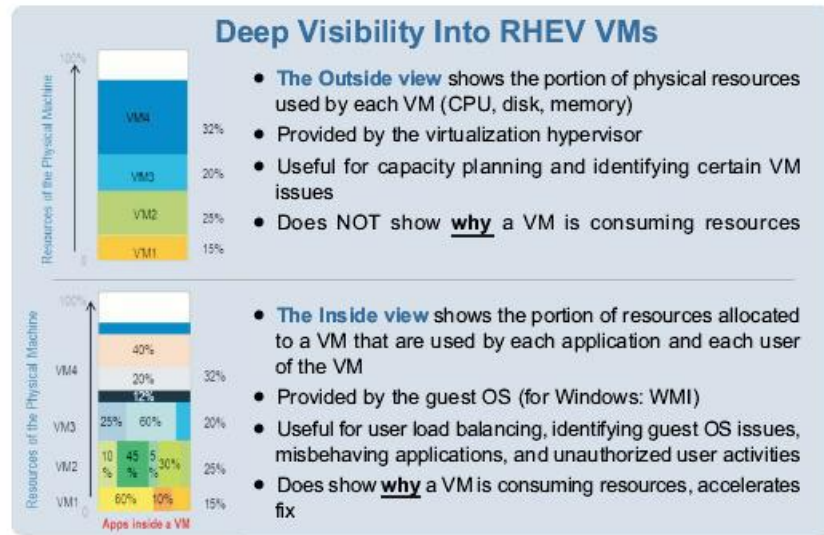 Deep Visibility Into RHEV VMs
100%
Resources of the Physical Machine
0
VM4
VM3
VM2
VM1
32%
20%
25%
15%
• The Outside view shows the portion of physical resources
used by each VM (CPU, disk, memory)
• Provided by the virtualization hypervisor
• Useful for capacity planning and identifying certain VM
issues
• Does NOT show why a VM is consuming resources
100%
Resources of the Physical Machine
VM4
VM3
VM2
VM1
0
40%
20%
12%
25% 60%
10 % 45 % 5 % 30%
60% 10%
32%
20%
25%
15%
Apps inside a VM
• The Inside view shows the portion of resources allocated
to a VM that are used by each application and each user
of the VM
• Provided by the guest OS (for Windows: WMI)
• Useful for user load balancing, identifying guest OS issues,
misbehaving applications, and unauthorized user activities
• Does show why a VM is consuming resources, accelerates
fix